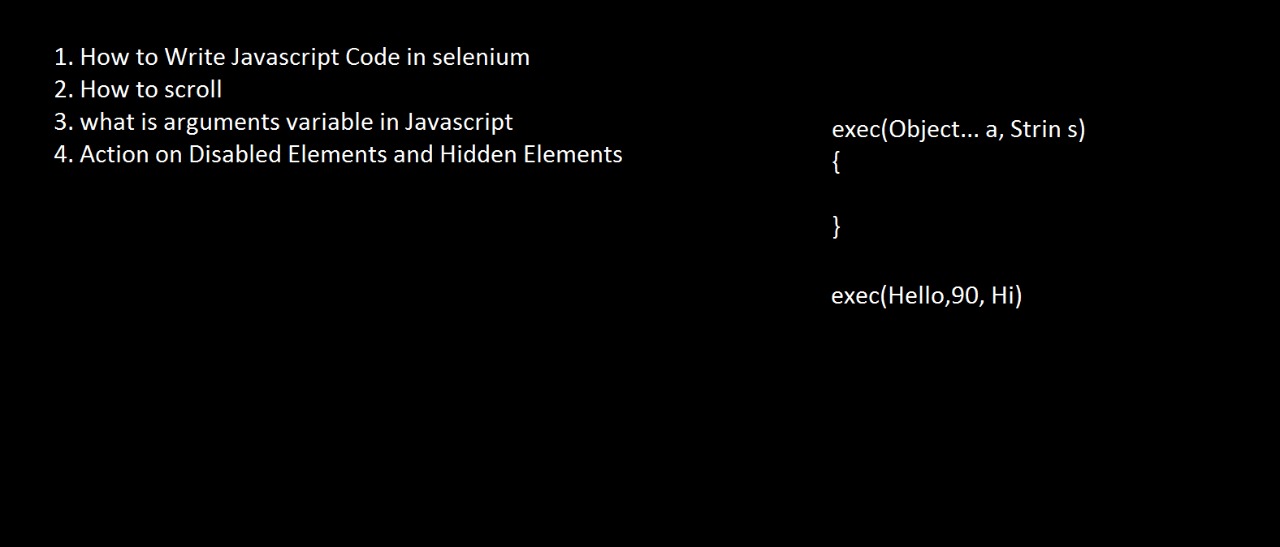 1. How to Write Javascript Code in selenium
2. How to scroll
3. what is arguments variable in Javascript
4. Action on Disabled Elements and Hidden Elements
exec(Object... a, Strin s)
{
}
exec(Hello,90, Hi)